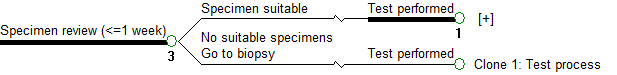 Specimen suitable
Test performed
[+]
1
Specimen review (<=1 week)
3
No suitable specimens
Go to biopsy
Test performed
Clone 1: Test process